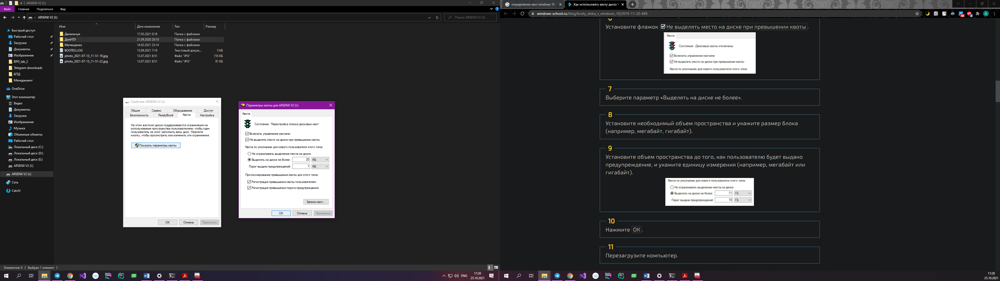 ARSENII V2 (I:)
Файл Главная Поделиться Вид
ARSENII V2 (I:)
Поиск: ARSENII V2 (I:)
Имя Дата изменения Тип Размер
Данильчук 17.05.2021 0:18 Папка с файлами
ДонНТУ 21.09.2020 20:10 Папка с файлами
Мелещенко 14.02.2021 23:14 Папка с файлами
BOOTEX.LOG 15.09.2021 7:19 Текстовый докум... 5 КБ
photo_2021-07-13_11-51-19.jpg 13.07.2021 8:51 Файл "JPG" 155 КБ
photo_2021-07-13_11-51-22.jpg 13.07.2021 8:51 Файл "JPG" 81 КБ
Быстрый доступ
Рабочий стол
Загрузки
Документы
Изображения
BPD_lab_2
Telegram downloads
БПД
Менеджмент
OneDrive
Этот компьютер
Видео
Документы
Загрузки
Изображения
Музыка
Объемные объекты
Рабочий стол
Локальный диск (C:)
Локальный диск (D:)
Локальный диск (E:)
ARSENII V2 (I:)
ARSENII V2 (I:)
Сеть
Catch!
Свойства: ARSENII V2 (I:)
Общие Сервис Оборудование Доступ
Безопасность ReadyBoost Квота Настройка
На этом жестком диске поддерживаются ограничения на
использование пространства пользователями, чтобы один
пользователь не смог заполнить весь диск. Нажмите
кнопку, чтобы просмотреть или изменить эти ограничения.
Показать параметры квоты
OK Отмена Применить
Параметры квоты для ARSENII V2 (I:)
Квота
Состояние: Перестройка списка дисковых квот
Включить управление квотами
Не выделять место на диске при превышении квоты
Квота по умолчанию для нового пользователя этого тома:
Не ограничивать выделение места на диске
Выделять на диске не более 20 КБ
Порог выдачи предупреждений 1 КБ
Протоколирование превышения квоты для этого тома:
Регистрация превышения квоты пользователем
Регистрация превышения порога предупреждения
Записи квот...
OK Отмена Применить
Элементов: 6 Выбран 1 элемент
ENG
17:20
25.10.2021
определение квот windows 10
Как использовать квоту диска
windows-school.ru/blog/kvoty_diska_v_windows_10/2019-11-20-489
6
Установите флажок Не выделять место на диске при превышении квоты.
Квота
Состояние: Дисковые квоты отключены
Включить управление квотами
Не выделять место на диске при превышении квоты
Квота по умолчанию для нового пользователя этого тома:
7
Выберите параметр «Выделять на диске не более».
8
Установите необходимый объем пространства и укажите размер блока
(например, мегабайт, гигабайт).
9
Установите объем пространства до того, как пользователю будет выдано
предупреждение, и укажите единицу измерения (например, мегабайт или
гигабайт).
Квота по умолчанию для нового пользователя этого тома:
Не ограничивать выделение места на диске
Выделять на диске не более 11 ГБ
Порог выдачи предупреждений 10 ГБ
10
Нажмите OK.
11
Перезагрузите компьютер.
17:20
25.10.2021